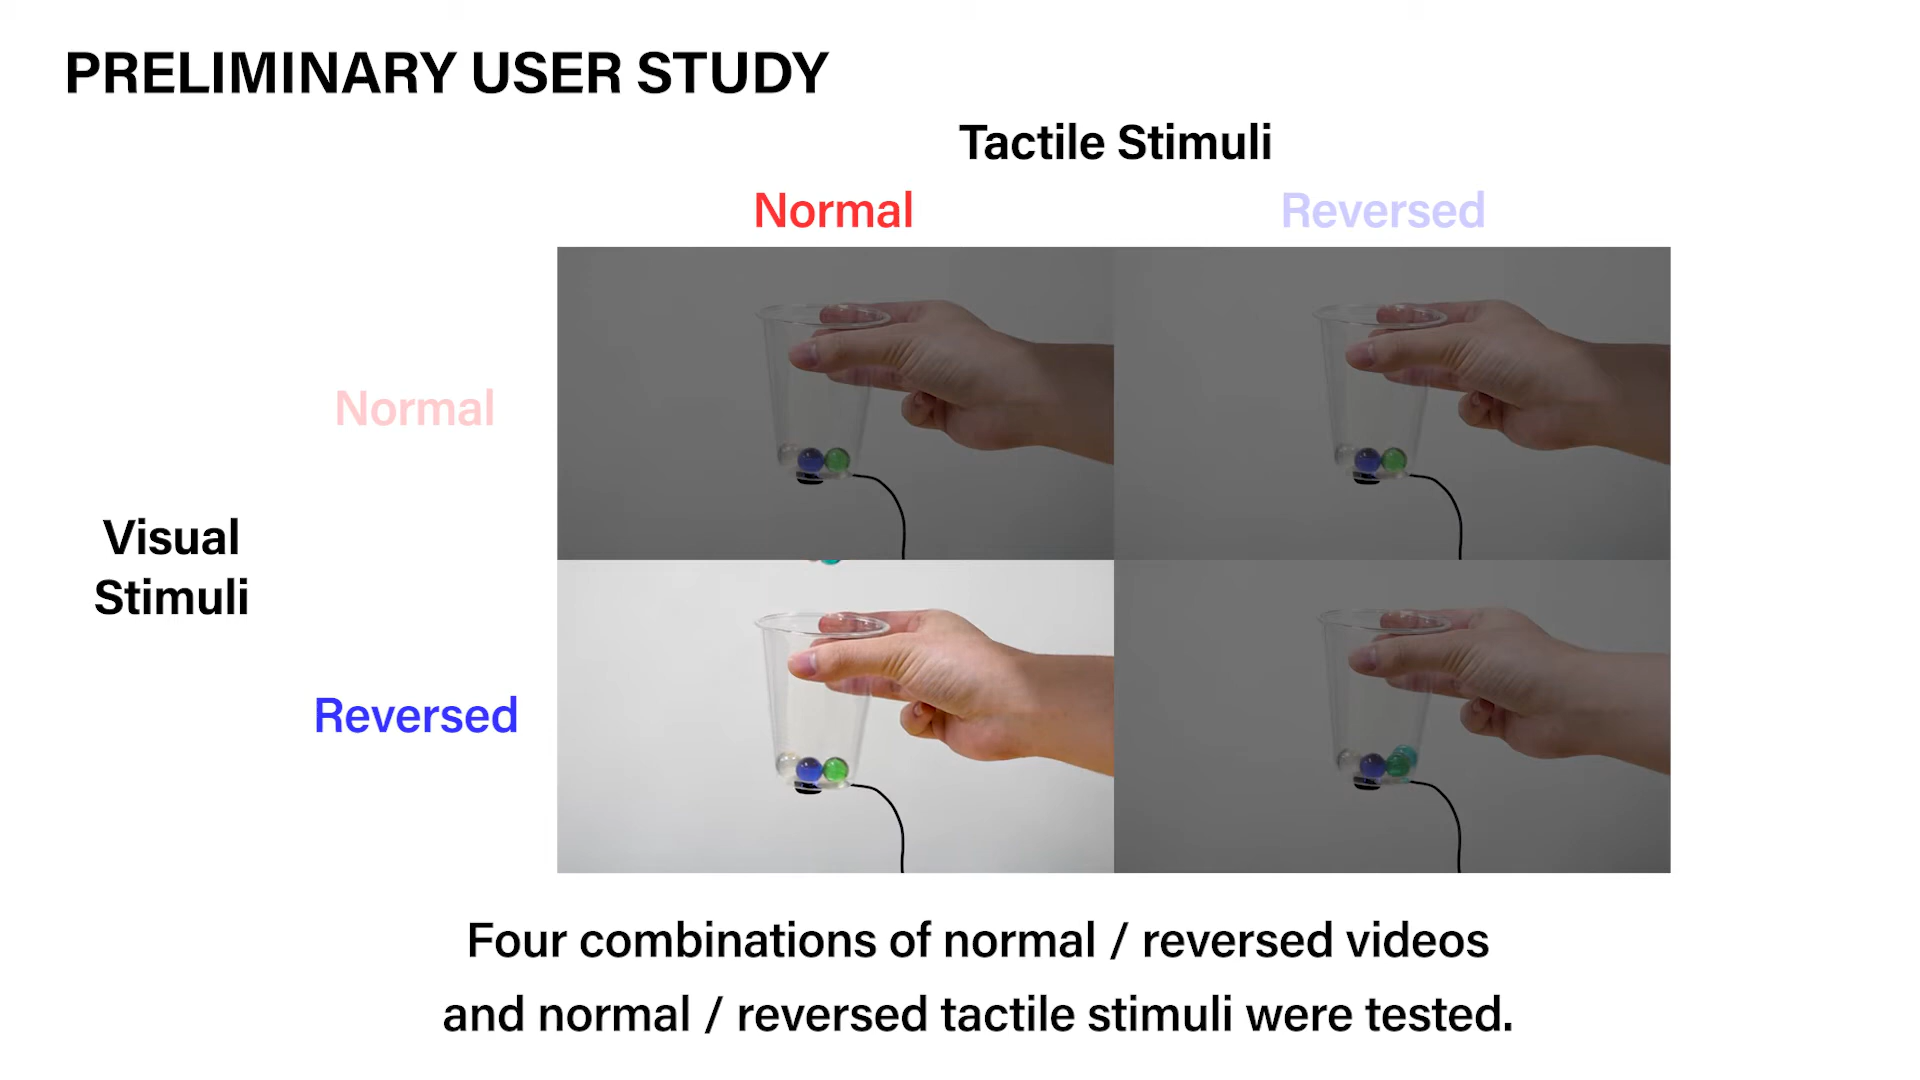 PRELIMINARY USER STUDY
Tactile Stimuli
Normal
Reversed
Normal
Visual
Stimuli
Reversed
Four combinations of normal / reversed videos
and normal / reversed tactile stimuli were tested.